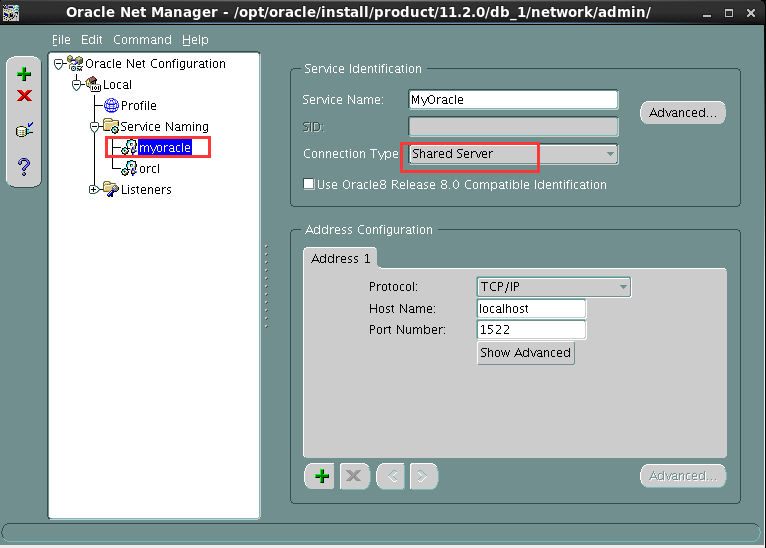 Oracle Net Manager - /opt/oracle/install/product/11.2.0/db_1/network/admin/
File Edit Command Help
Oracle Net Configuration
Local
Profile
Service Naming
myoracle
orcl
Listeners
Service Identification
Service Name: MyOracle
Advanced...
SID:
Connection Type Shared Server
Use Oracle8 Release 8.0 Compatible Identification
Address Configuration
Address 1
Protocol: TCP/IP
Host Name: localhost
Port Number: 1522
Show Advanced
Advanced...